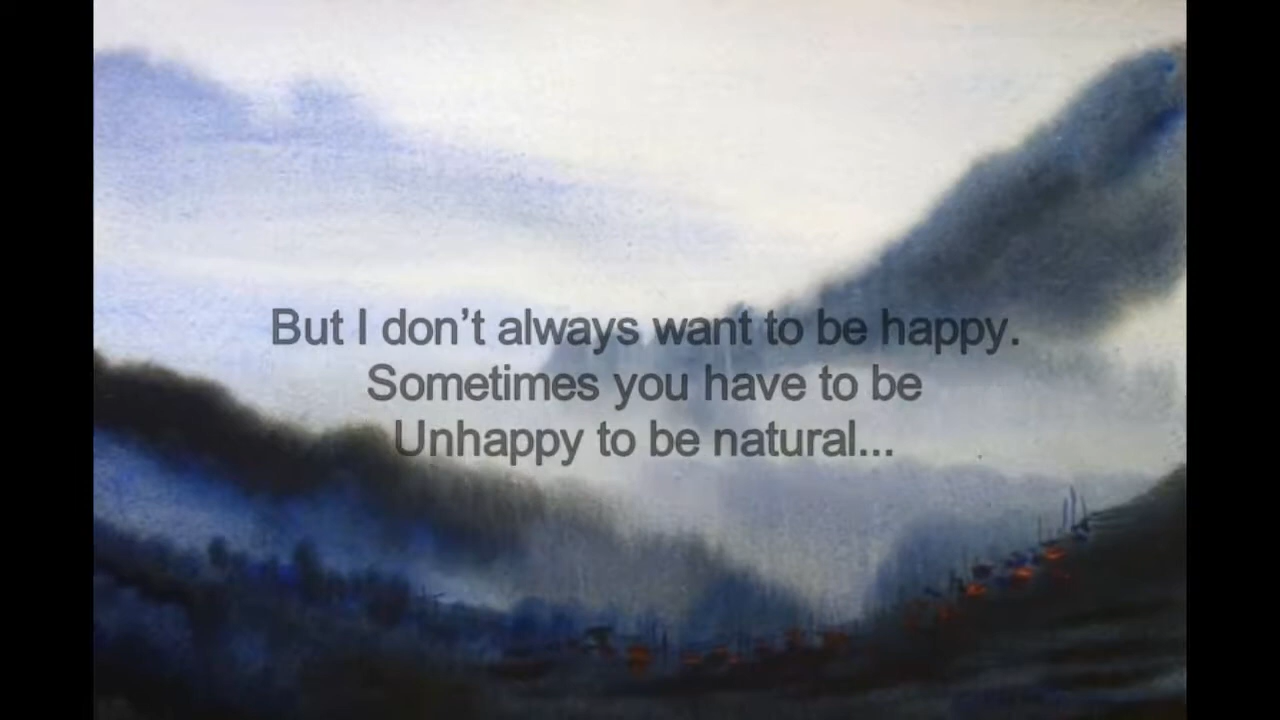 But I don’t always want to be happy.
Sometimes you have to be
Unhappy to be natural...